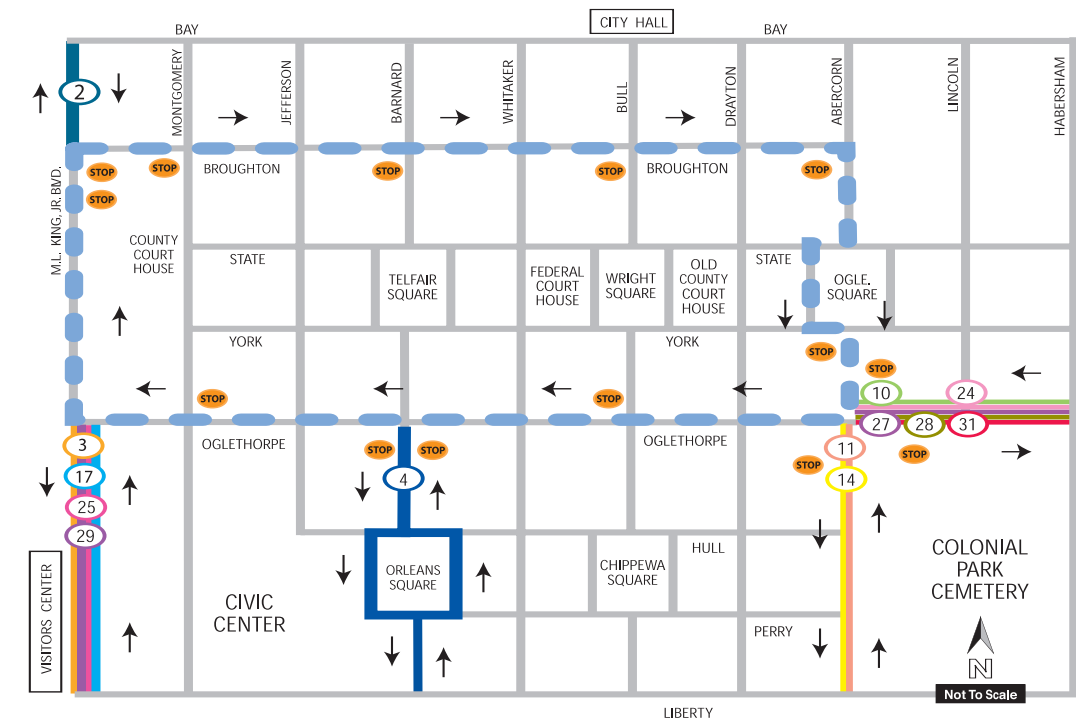 CITY HALL
BAY
BAY
MONTGOMERY
JEFFERSON
BARNARD
WHITAKER
BULL
DRAYTON
ABERCORN
LINCOLN
HABERSHAM
2
M.L. KING, JR. BLVD.
STOP
STOP
STOP
STOP
STOP
STOP
BROUGHTON
BROUGHTON
COUNTY
COURT
HOUSE
STATE
STATE
TELFAIR
SQUARE
FEDERAL
COURT
HOUSE
WRIGHT
SQUARE
OLD
COUNTY
COURT
HOUSE
OGLE.
SQUARE
YORK
YORK
STOP
STOP
STOP
STOP
10
24
27
28
31
OGLETHORPE
OGLETHORPE
3
17
25
29
STOP
STOP
4
11
14
STOP
STOP
HULL
ORLEANS
SQUARE
CHIPPEWA
SQUARE
COLONIAL
PARK
CEMETERY
VISITORS CENTER
CIVIC
CENTER
PERRY
N
Not To Scale
LIBERTY